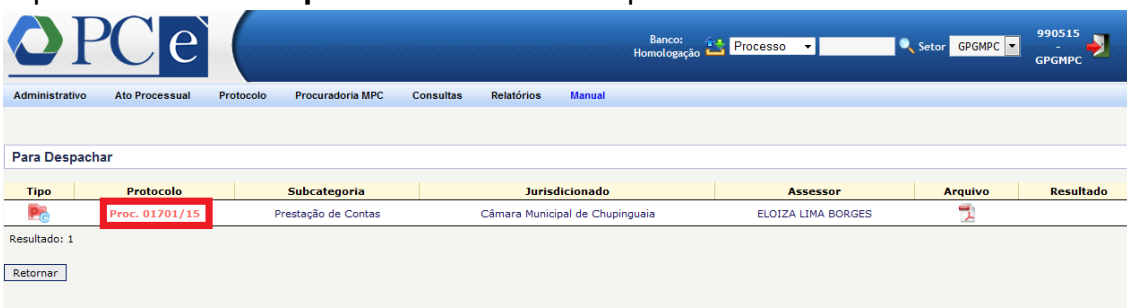 PCe
Banco:
Homologação
Processo
Setor
GPGMPC
990515
-
GPGMPC
Administrativo Ato Processual Protocolo Procuradoria MPC Consultas Relatórios Manual
Para Despachar
Tipo Protocolo Subcategoria Jurisdicionado Assessor Arquivo Resultado
Proc. 01701/15 Prestação de Contas Câmara Municipal de Chupinguaia ELOIZA LIMA BORGES
Resultado: 1
Retornar